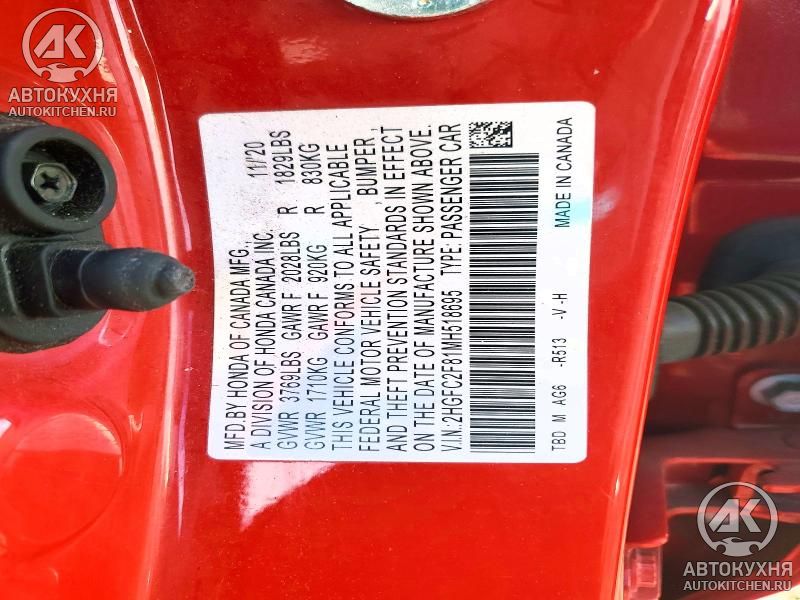 AK
АВТОКУХНЯ
AUTOKITCHEN.RU
MFD.BY HONDA OF CANADA MFG., 11/20
A DIVISION OF HONDA CANADA INC.
GVWR 3769LBS GAWR F 2028LBS R 1829LBS
GVWR 1710KG GAWR F 920KG R 830KG
THIS VEHICLE CONFORMS TO ALL APPLICABLE
FEDERAL MOTOR VEHICLE SAFETY , BUMPER ,
AND THEFT PREVENTION STANDARDS IN EFFECT
ON THE DATE OF MANUFACTURE SHOWN ABOVE.
V.I.N.:2HGFC2F81MH518695 TYPE: PASSENGER CAR
TBD M AG6 -R513 -V -H MADE IN CANADA
AK
АВТОКУХНЯ
AUTOKITCHEN.RU